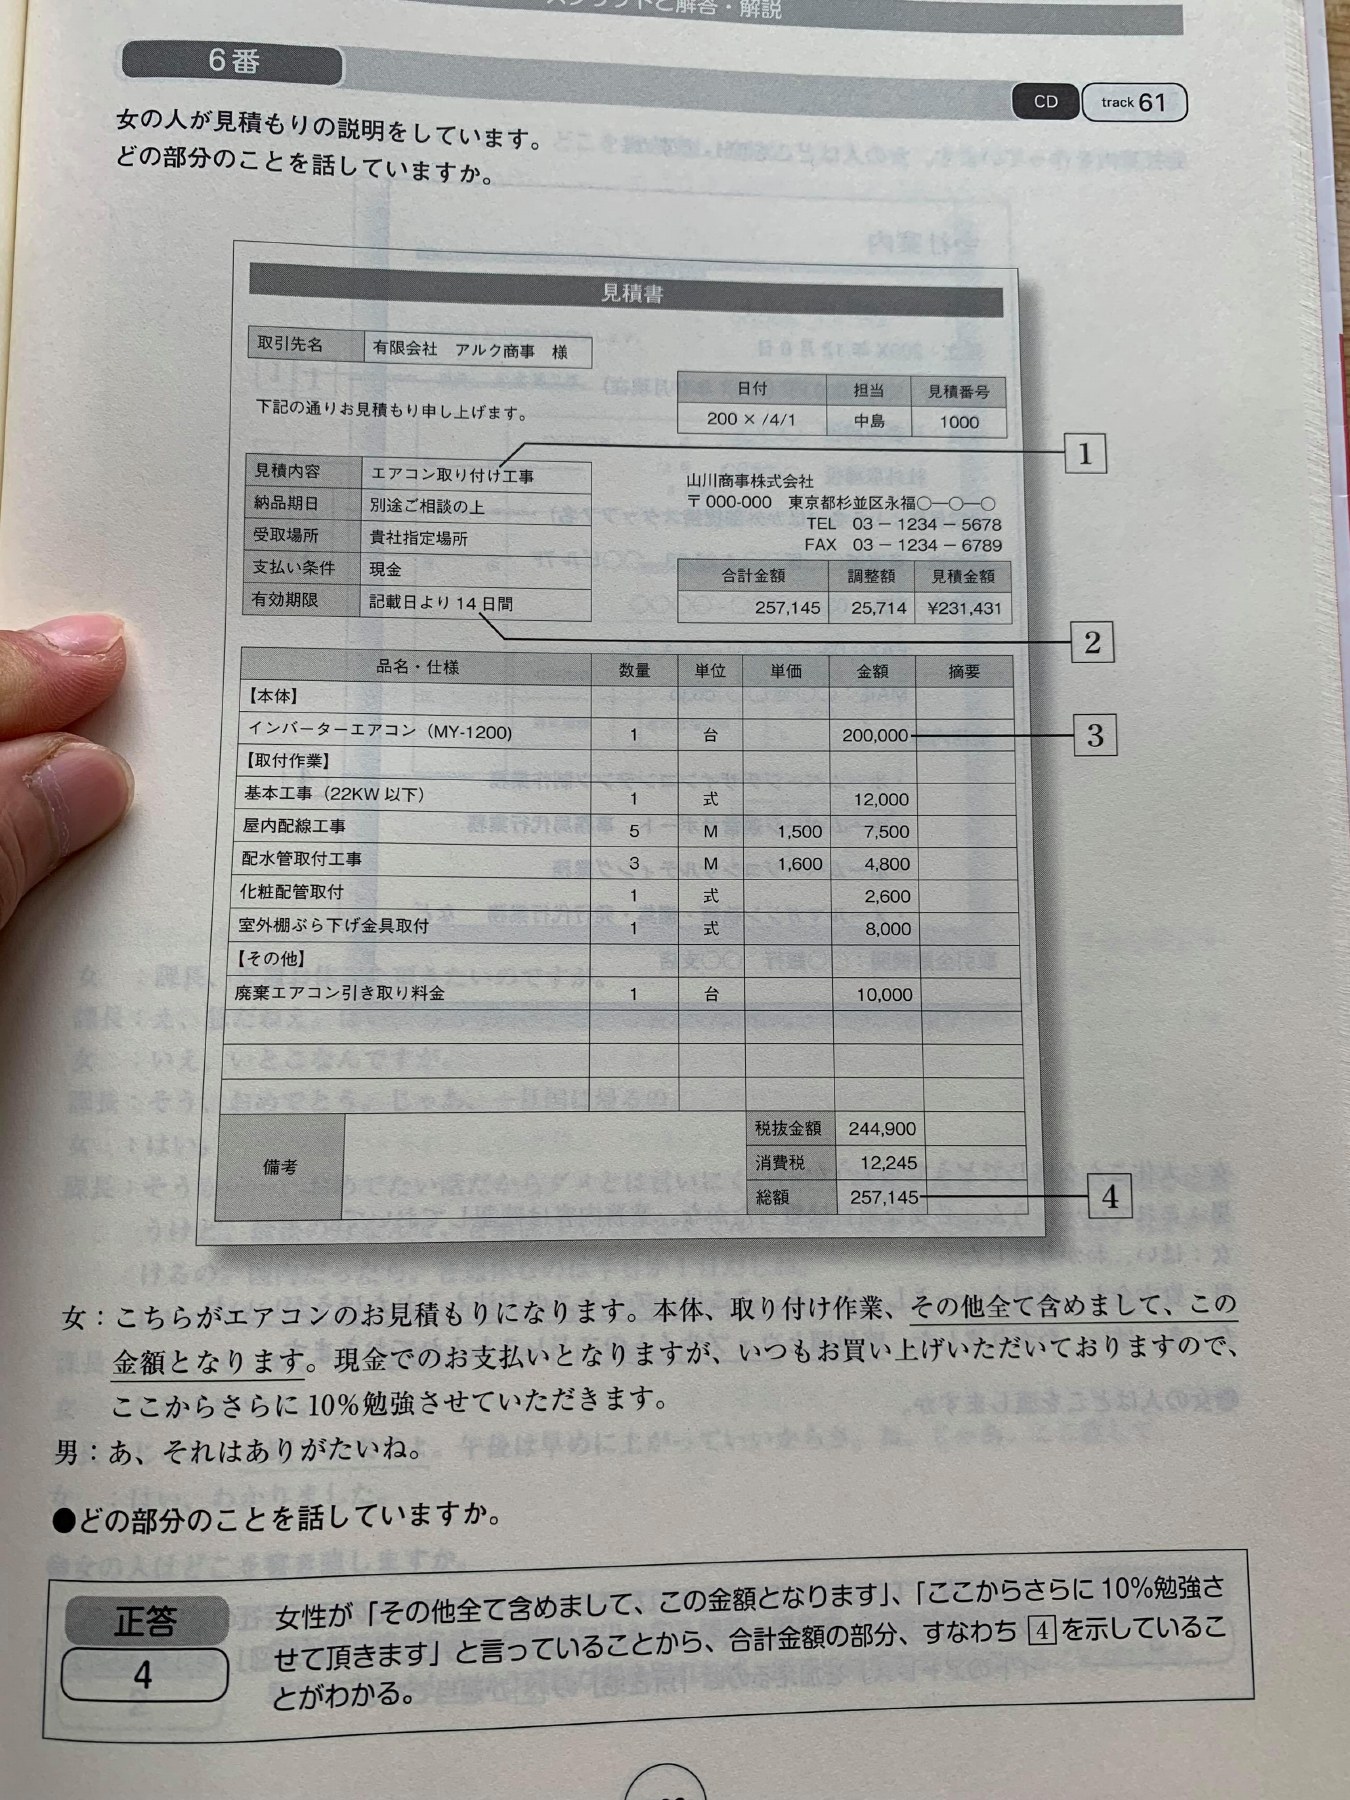 スクリプトと解答・解説
6番
CD track 61
女の人が見積もりの説明をしています。
どの部分のことを話していますか。
見積書
取引先名 有限会社 アルク商事 様
日付 担当 見積番号
下記の通りお見積もり申し上げます。
200×/4/1 中島 1000
1
見積内容 エアコン取り付け工事
納品期日 別途ご相談の上
受取場所 貴社指定場所
支払い条件 現金
有効期限 記載日より14日間
山川商事株式会社
〒000-000 東京都杉並区永福○―○―○
TEL 03－1234－5678
FAX 03－1234－6789
合計金額 調整額 見積金額
257,145 25,714 ¥231,431
2
品名・仕様 数量 単位 単価 金額 摘要
【本体】
インバーターエアコン（MY-1200) 1 台 200,000 3
【取付作業】
基本工事（22KW以下） 1 式 12,000
屋内配線工事 5 M 1,500 7,500
配水管取付工事 3 M 1,600 4,800
化粧配管取付 1 式 2,600
室外棚ぶら下げ金具取付 1 式 8,000
【その他】
廃棄エアコン引き取り料金 1 台 10,000
備考
税抜金額 244,900
消費税 12,245
総額 257,145 4
女：こちらがエアコンのお見積もりになります。本体、取り付け作業、その他全て含めまして、この
金額となります。現金でのお支払いとなりますが、いつもお買い上げいただいておりますので、
ここからさらに10％勉強させていただきます。
男：あ、それはありがたいね。
●どの部分のことを話していますか。
正答
4
女性が「その他全て含めまして、この金額となります」、「ここからさらに10％勉強さ
せて頂きます」と言っていることから、合計金額の部分、すなわち 4 を示しているこ
とがわかる。